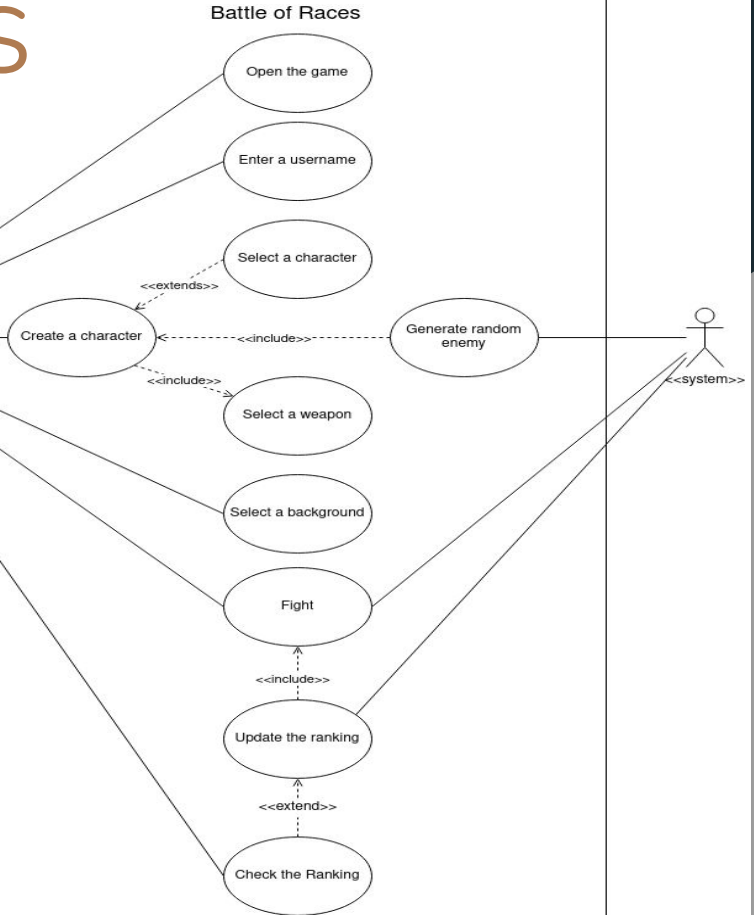 s
Battle of Races
Open the game
Enter a username
Select a character
<<extends>>
Create a character
<<include>>
Generate random
enemy
<<include>>
<<system>>
Select a weapon
Select a background
Fight
<<include>>
Update the ranking
<<extend>>
Check the Ranking